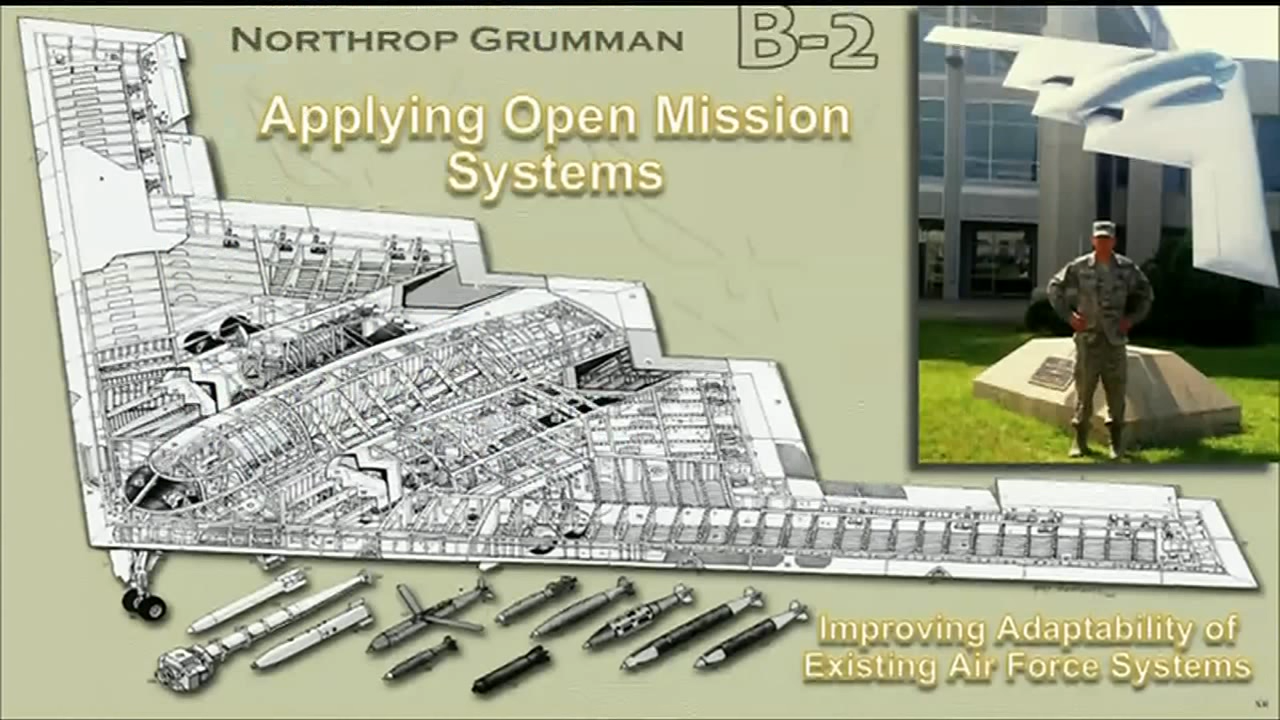 NORTHROP GRUMMAN B-2
Applying Open Mission
Systems
Improving Adaptability of
Existing Air Force Systems